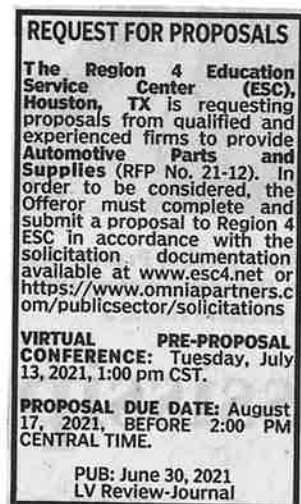 REQUEST FOR PROPOSALS
The Region 4 Education
Service Center (ESC),
Houston, TX is requesting
proposals from qualified and
experienced firms to provide
Automotive Parts and
Supplies (RFP No. 21-12). In
order to be considered, the
Offeror must complete and
submit a proposal to Region 4
ESC in accordance with the
solicitation documentation
available at www.esc4.net or
https://www.omniapartners.c
om/publicsector/solicitations
VIRTUAL PRE-PROPOSAL
CONFERENCE: Tuesday, July
13, 2021, 1:00 pm CST.
PROPOSAL DUE DATE: August
17, 2021, BEFORE 2:00 PM
CENTRAL TIME.
PUB: June 30, 2021
LV Review-Journal